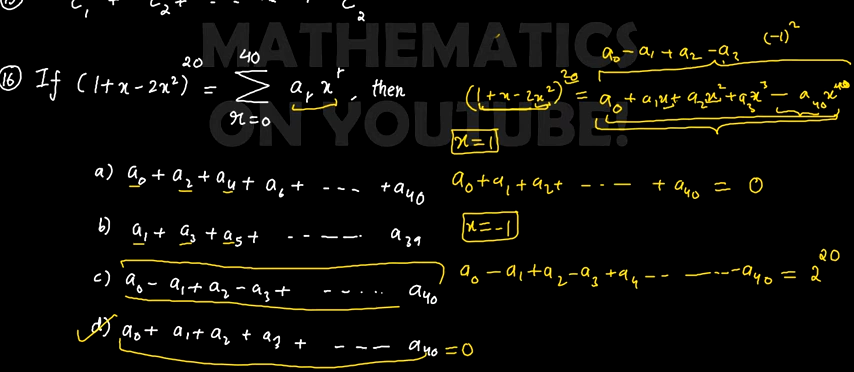 15) C₁ + C₂ + C₂
MATHEMATICS
ON YOUTUBE!
16) If (1+x-2x²)²⁰ = ⁴⁰∑ᵣ₌₀ aᵣ xʳ, then
a₀ - a₁ + a₂ - a₃ (-1)²
(1+x-2x²)²⁰ = a₀ + a₁x + a₂x² + a₃x³ --- a₄₀x⁴⁰
x=1
a) a₀ + a₂ + a₄ + a₆ + --- + a₄₀
a₀ + a₁ + a₂ + ---- + a₄₀ = 0
b) a₁ + a₃ + a₅ + ------ a₃₉
x=-1
c) a₀ - a₁ + a₂ - a₃ + ----- a₄₀
a₀ - a₁ + a₂ - a₃ + a₄ -- ----- a₄₀ = 2²⁰
d) a₀ + a₁ + a₂ + a₃ + ---- a₄₀ = 0